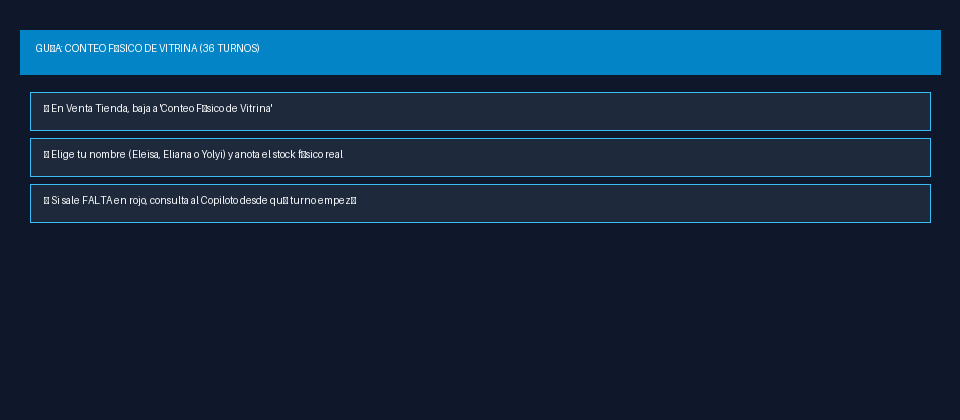 GU▯A: CONTEO F▯SICO DE VITRINA (36 TURNOS)
▯ En Venta Tienda, baja a 'Conteo F▯sico de Vitrina'
▯ Elige tu nombre (Eleisa, Eliana o Yolyi) y anota el stock f▯sico real
▯ Si sale FALTA en rojo, consulta al Copiloto desde qu▯ turno empez▯